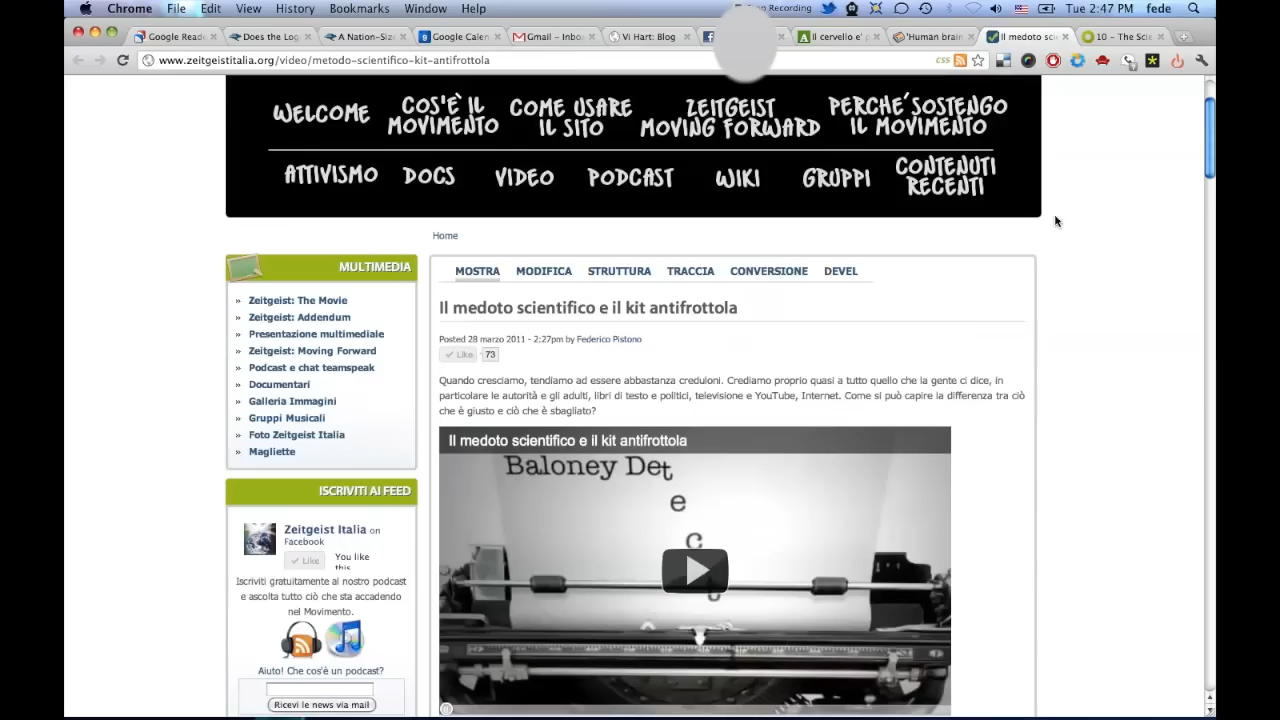 Chrome File Edit View History Bookmarks Window Help Recording Tue 2:47 PM fede
Google Reade Does the Log A Nation-Size Google Calen Gmail – Inbo Vi Hart: Blog Il cervello e' p 'Human brain Il medoto scie 10 – The Scie
www.zeitgeistitalia.org/video/metodo-scientifico-kit-antifrottola css
WELCOME COS'È IL MOVIMENTO COME USARE IL SITO ZEITGEIST MOVING FORWARD PERCHE´SOSTENGO IL MOVIMENTO
ATTIVISMO DOCS VIDEO PODCAST WIKI GRUPPI CONTENUTI RECENTI
Home
MULTIMEDIA
» Zeitgeist: The Movie
» Zeitgeist: Addendum
» Presentazione multimediale
» Zeitgeist: Moving Forward
» Podcast e chat teamspeak
» Documentari
» Galleria Immagini
» Gruppi Musicali
» Foto Zeitgeist Italia
» Magliette
ISCRIVITI AI FEED
Zeitgeist Italia on
Facebook
Like You like
this.
Iscriviti gratuitamente al nostro podcast
e ascolta tutto ciò che sta accadendo
nel Movimento.
Aiuto! Che cos'è un podcast?
Ricevi le news via mail
MOSTRA MODIFICA STRUTTURA TRACCIA CONVERSIONE DEVEL
Il medoto scientifico e il kit antifrottola
Posted 28 marzo 2011 - 2:27pm by Federico Pistono
Like 73
Quando cresciamo, tendiamo ad essere abbastanza creduloni. Crediamo proprio quasi a tutto quello che la gente ci dice, in
particolare le autorità e gli adulti, libri di testo e politici, televisione e YouTube, Internet. Come si può capire la differenza tra ciò
che è giusto e ciò che è sbagliato?
Il medoto scientifico e il kit antifrottola
Baloney Det
e
c
t